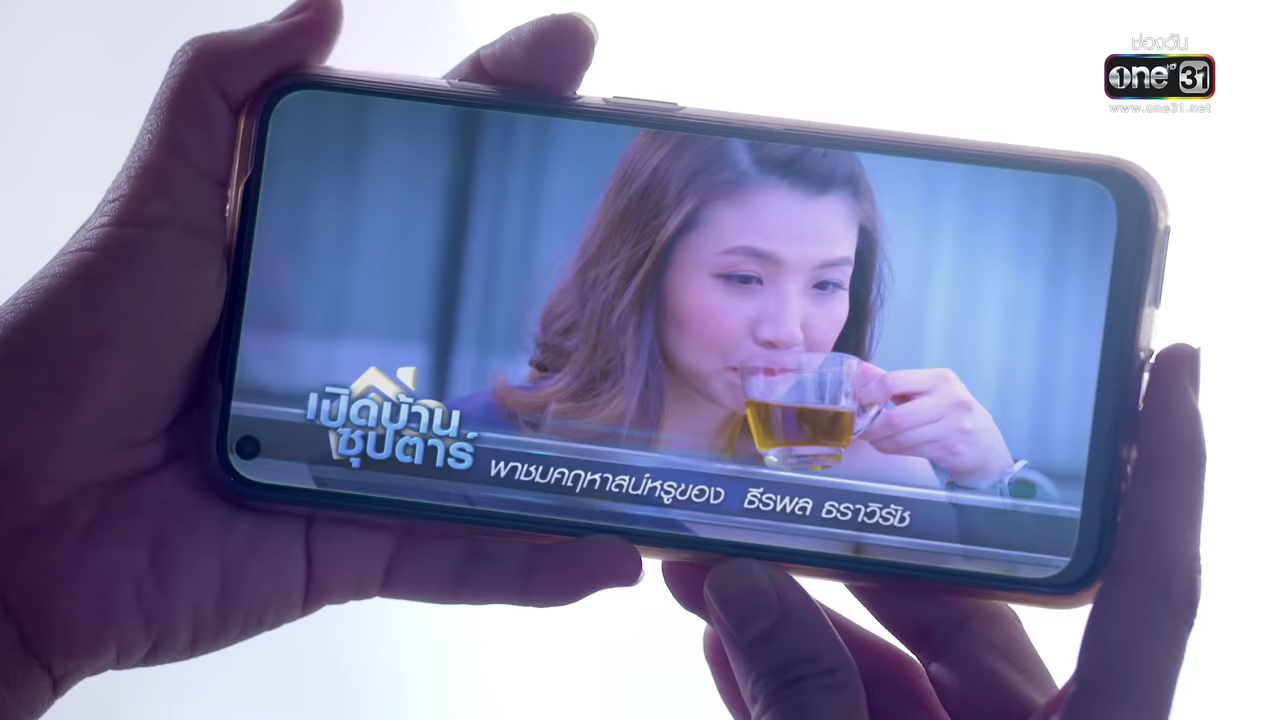 ช่องวัน
one HD 31
www.one31.net
เปิดบ้าน
ซุปตาร์
พาชมคฤหาสน์หรูของ ธีรพล ธราวิรัช